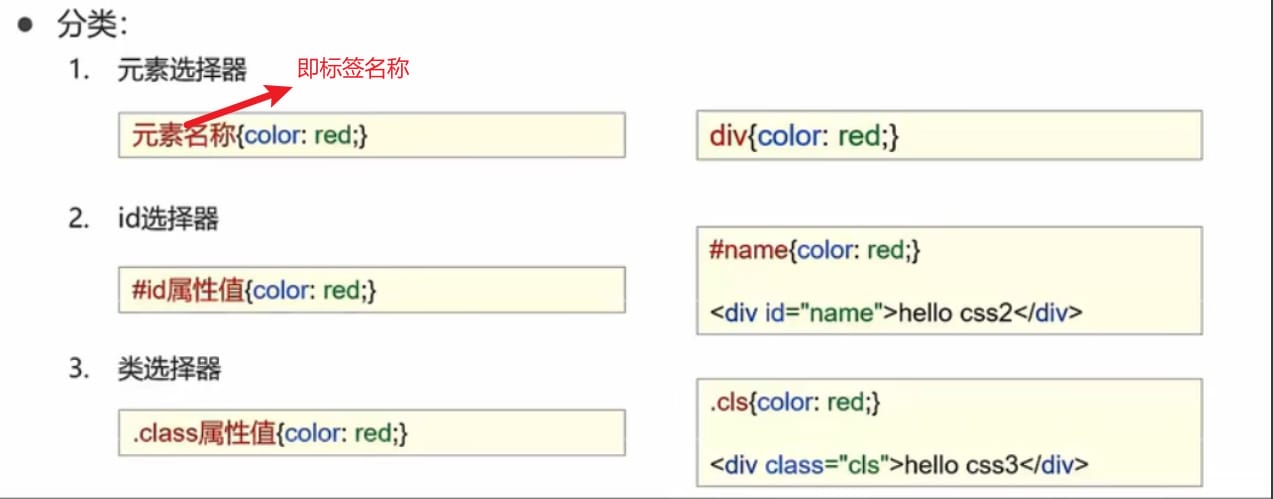 ● 分类：
1. 元素选择器
即标签名称
元素名称{color: red;}
div{color: red;}
2. id选择器
#id属性值{color: red;}
#name{color: red;}
<div id="name">hello css2</div>
3. 类选择器
.class属性值{color: red;}
.cls{color: red;}
<div class="cls">hello css3</div>